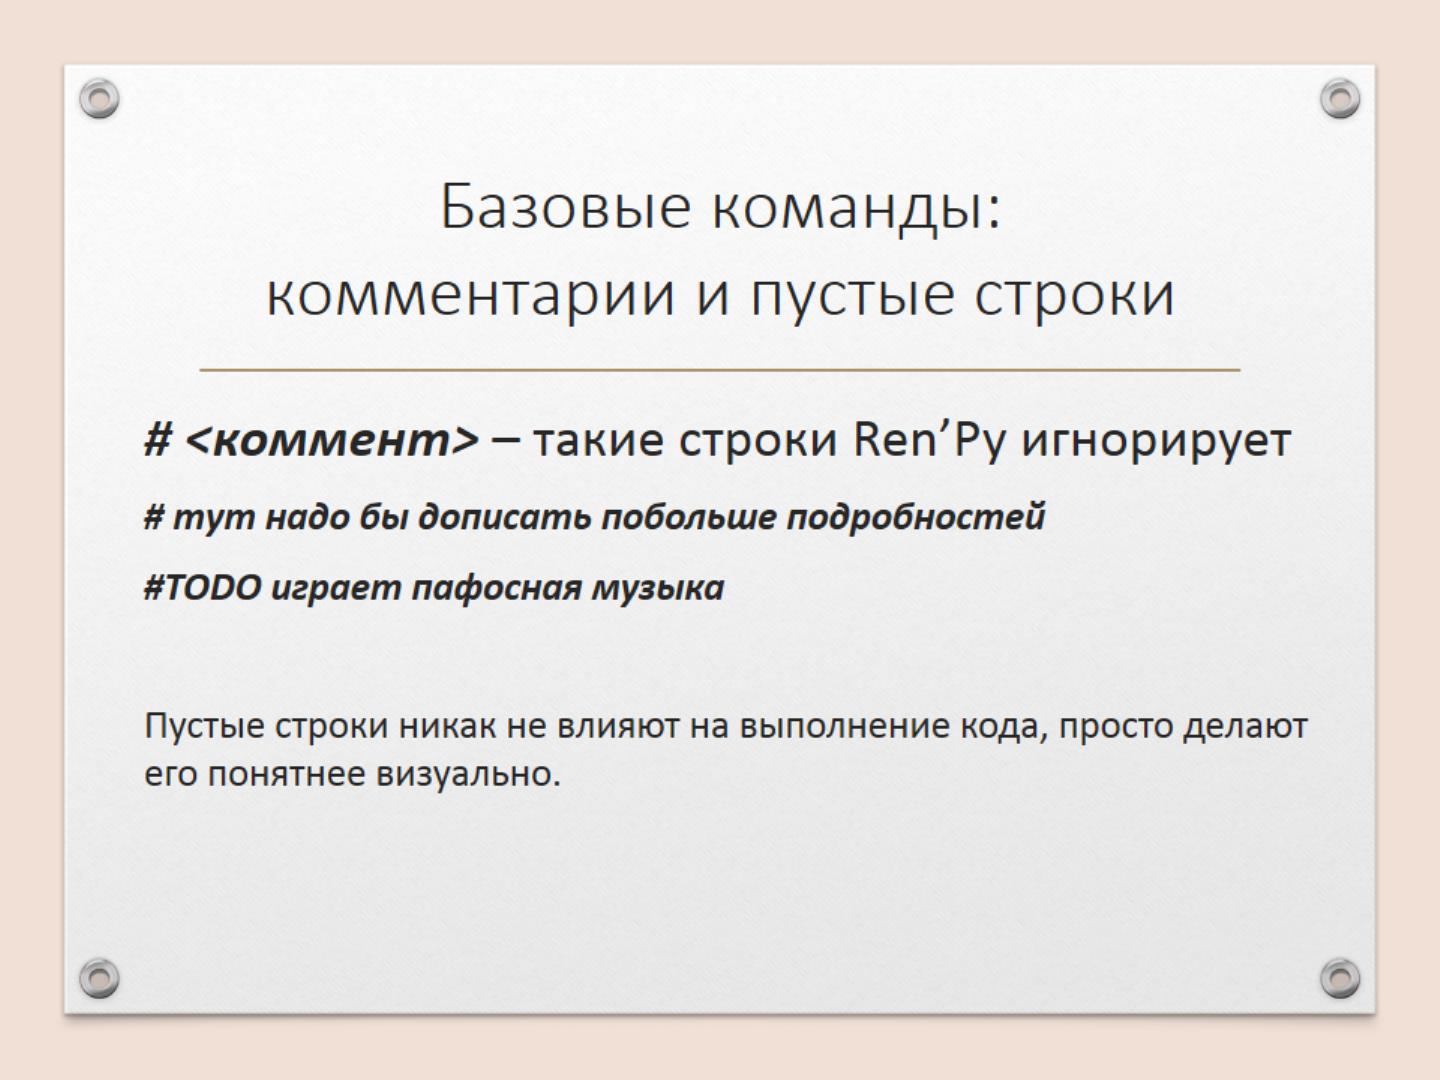 Базовые команды:
комментарии и пустые строки
# <коммент> – такие строки Ren’Py игнорирует
# тут надо бы дописать побольше подробностей
#TODO играет пафосная музыка
Пустые строки никак не влияют на выполнение кода, просто делают
его понятнее визуально.